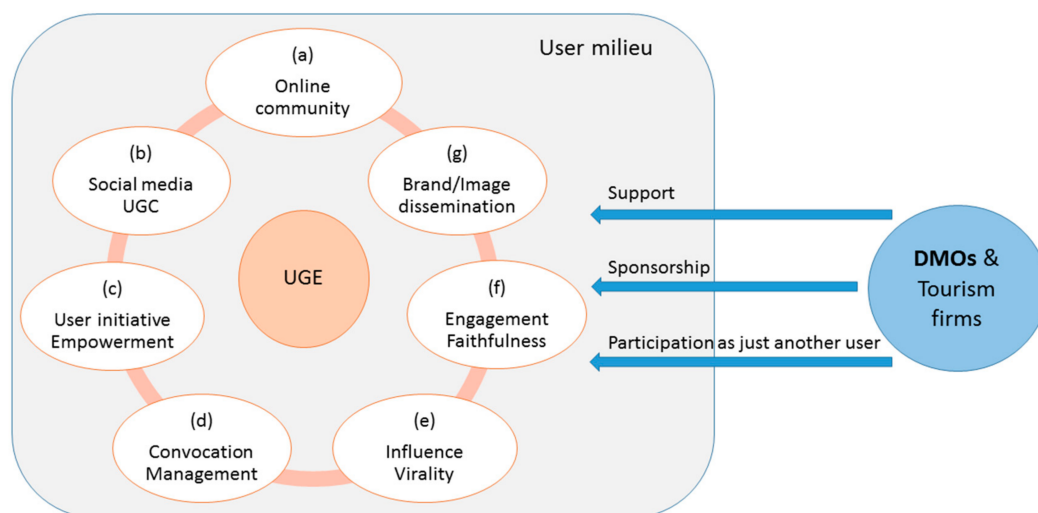 User milieu
(a)
Online
community
(b)
Social media
UGC
(g)
Brand/Image
dissemination
Support
UGE
DMOs &
Tourism
firms
Sponsorship
(c)
User initiative
Empowerment
(f)
Engagement
Faithfulness
Participation as just another user
(d)
Convocation
Management
(e)
Influence
Virality